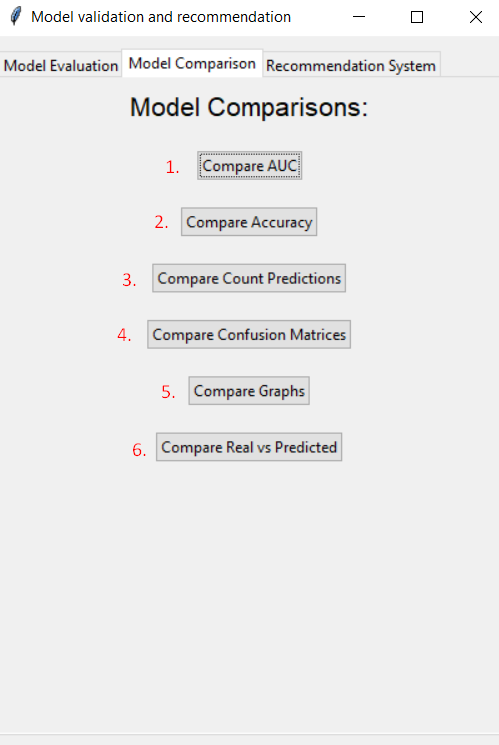 Model validation and recommendation
Model Evaluation Model Comparison Recommendation System
Model Comparisons:
1. Compare AUC
2. Compare Accuracy
3. Compare Count Predictions
4. Compare Confusion Matrices
5. Compare Graphs
6. Compare Real vs Predicted